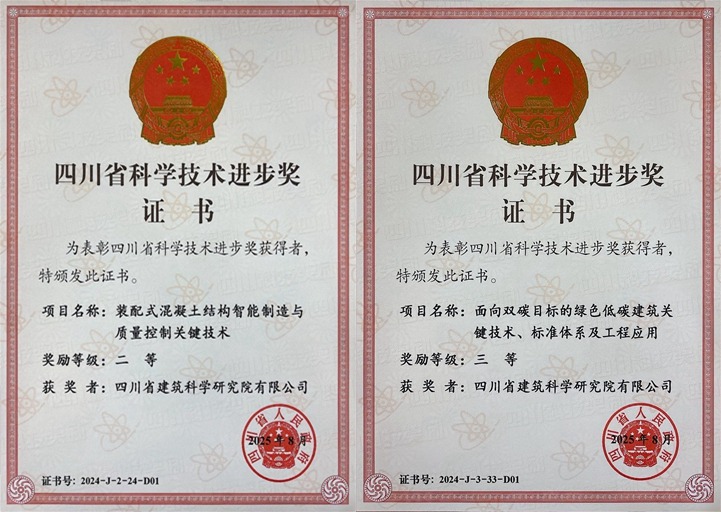 四川省科学技术进步奖
证 书
为表彰四川省科学技术进步奖获得者，
特颁发此证书。
项目名称：装配式混凝土结构智能制造与
质量控制关键技术
奖励等级：二 等
获 奖 者：四川省建筑科学研究院有限公司
四川省人民政府
2025年8月
证书号：2024-J-2-24-D01
四川省科学技术进步奖
证 书
为表彰四川省科学技术进步奖获得者，
特颁发此证书。
项目名称：面向双碳目标的绿色低碳建筑关
键技术、标准体系及工程应用
奖励等级：三 等
获 奖 者：四川省建筑科学研究院有限公司
四川省人民政府
2025年8月
证书号：2024-J-3-33-D01